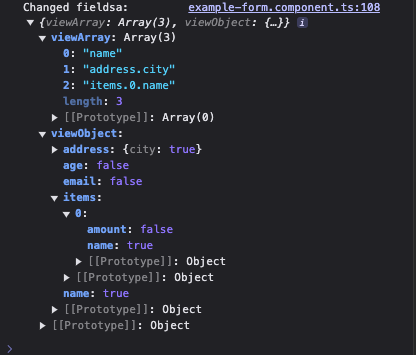 Changed fieldsa: example-form.component.ts:108
▼ {viewArray: Array(3), viewObject: {…}} i
▼ viewArray: Array(3)
0: "name"
1: "address.city"
2: "items.0.name"
length: 3
▶ [[Prototype]]: Array(0)
▼ viewObject:
▶ address: {city: true}
age: false
email: false
▼ items:
▼ 0:
amount: false
name: true
▶ [[Prototype]]: Object
▶ [[Prototype]]: Object
name: true
▶ [[Prototype]]: Object
▶ [[Prototype]]: Object
>